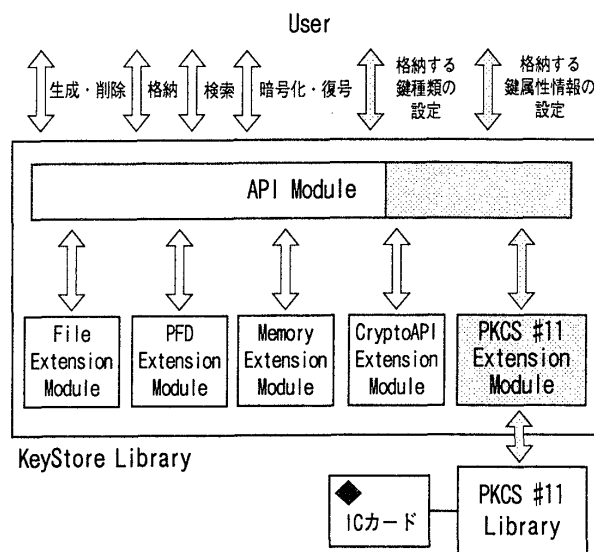 User
生成・削除
格納
検索
暗号化・復号
格納する
鍵種類の
設定
格納する
鍵属性情報の
設定
API Module
File
Extension
Module
PFD
Extension
Module
Memory
Extension
Module
CryptoAPI
Extension
Module
PKCS #11
Extension
Module
KeyStore Library
ICカード
PKCS #11
Library